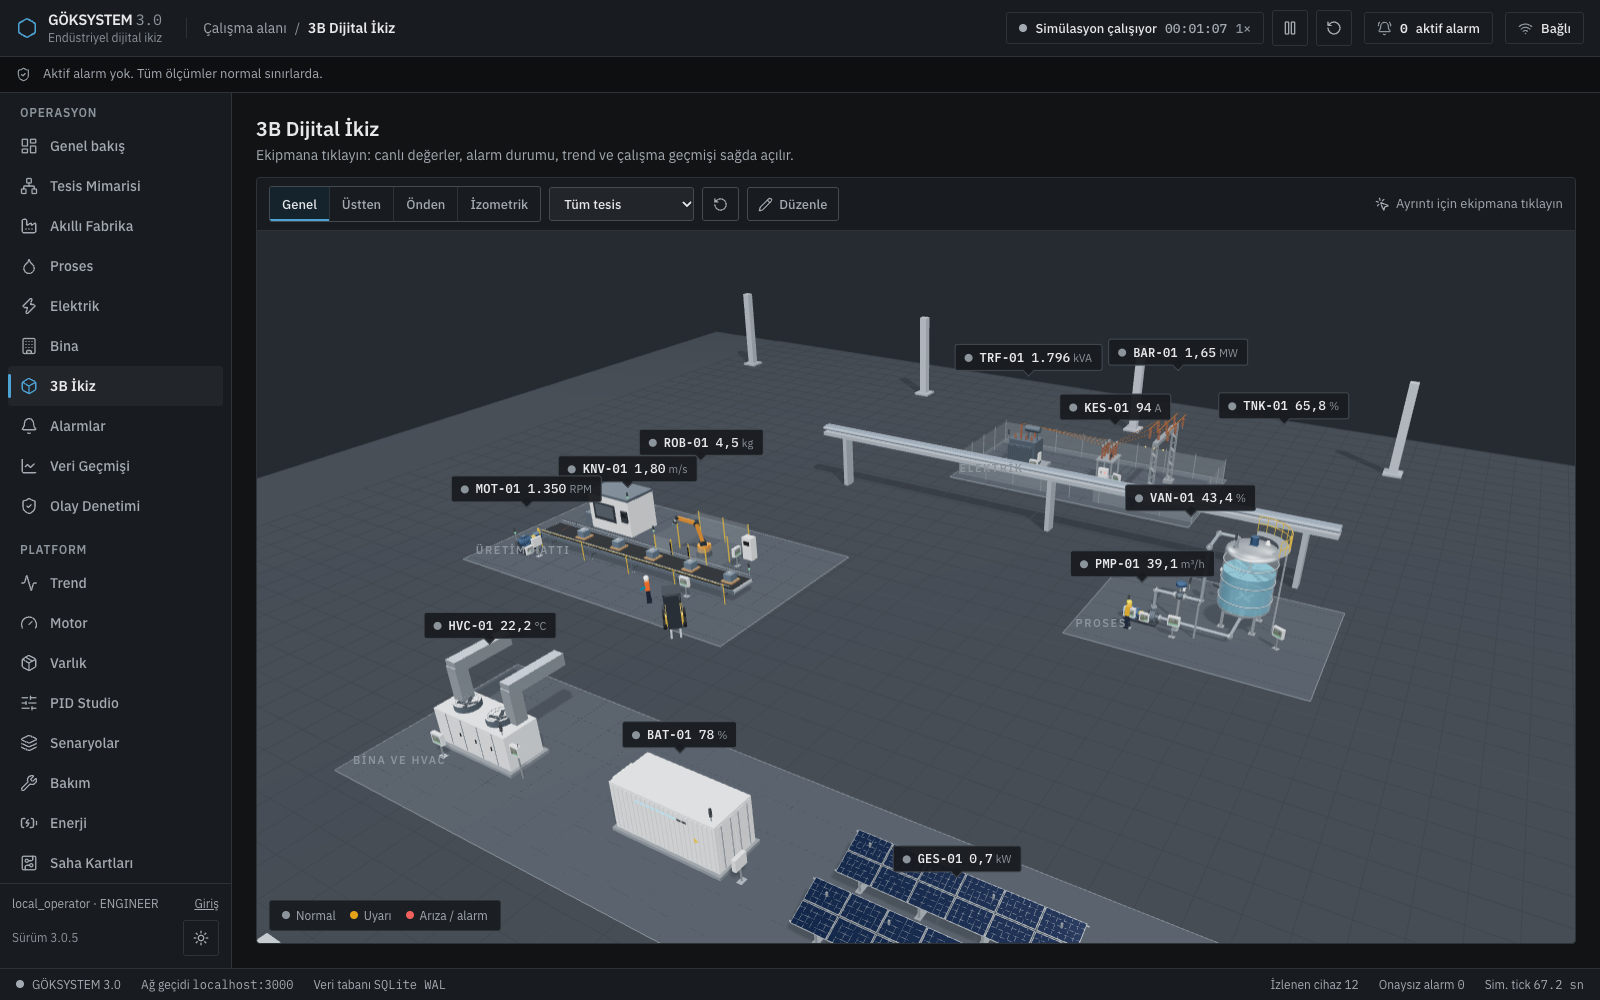 GÖKSYSTEM 3.0
Endüstriyel dijital ikiz
Çalışma alanı / 3B Dijital İkiz
Simülasyon çalışıyor 00:01:07 1×
0 aktif alarm
Bağlı
Aktif alarm yok. Tüm ölçümler normal sınırlarda.
OPERASYON
Genel bakış
Tesis Mimarisi
Akıllı Fabrika
Proses
Elektrik
Bina
3B İkiz
Alarmlar
Veri Geçmişi
Olay Denetimi
PLATFORM
Trend
Motor
Varlık
PID Studio
Senaryolar
Bakım
Enerji
Saha Kartları
local_operator · ENGINEER
Giriş
Sürüm 3.0.5
3B Dijital İkiz
Ekipmana tıklayın: canlı değerler, alarm durumu, trend ve çalışma geçmişi sağda açılır.
Genel
Üstten
Önden
İzometrik
Tüm tesis
Düzenle
Ayrıntı için ekipmana tıklayın
TRF-01 1.796 kVA
BAR-01 1,65 MW
KES-01 94 A
TNK-01 65,8 %
ROB-01 4,5 kg
KNV-01 1,80 m/s
MOT-01 1.350 RPM
ELEKTRİK
VAN-01 43,4 %
ÜRETİM HATTI
PMP-01 39,1 m³/h
PROSES
HVC-01 22,2 °C
BAT-01 78 %
BİNA VE HVAC
GES-01 0,7 kW
Normal
Uyarı
Arıza / alarm
GÖKSYSTEM 3.0
Ağ geçidi localhost:3000
Veri tabanı SQLite WAL
İzlenen cihaz 12
Onaysız alarm 0
Sim. tick 67.2 sn